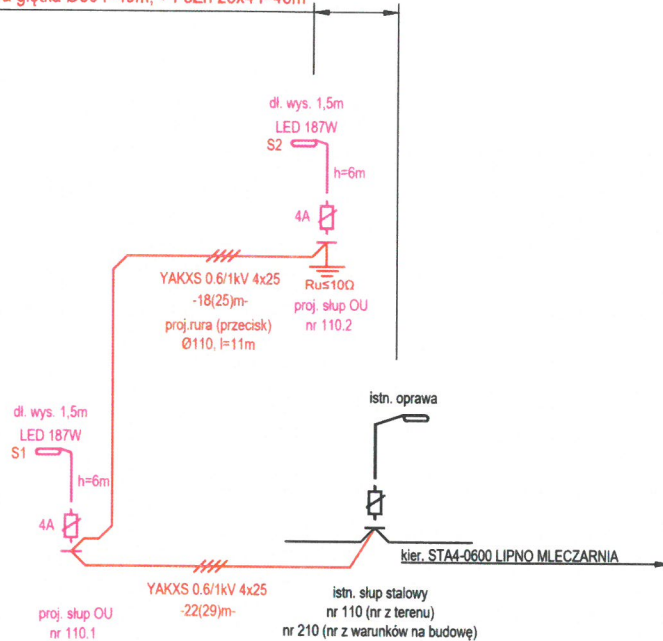 giętka
dł. wys. 1,5m
LED 187W
S2
h=6m
4A
YAKXS 0.6/1kV 4x25
-18(25)m-
proj.rura (przecisk)
Ø110, l=11m
Ru≤10Ω
proj. słup OU
nr 110.2
istn. oprawa
dł. wys. 1,5m
LED 187W
S1
h=6m
4A
kier. STA4-0600 LIPNO MLECZARNIA
YAKXS 0.6/1kV 4x25
-22(29)m-
proj. słup OU
nr 110.1
istn. słup stalowy
nr 110 (nr z terenu)
nr 210 (nr z warunków na budowę)